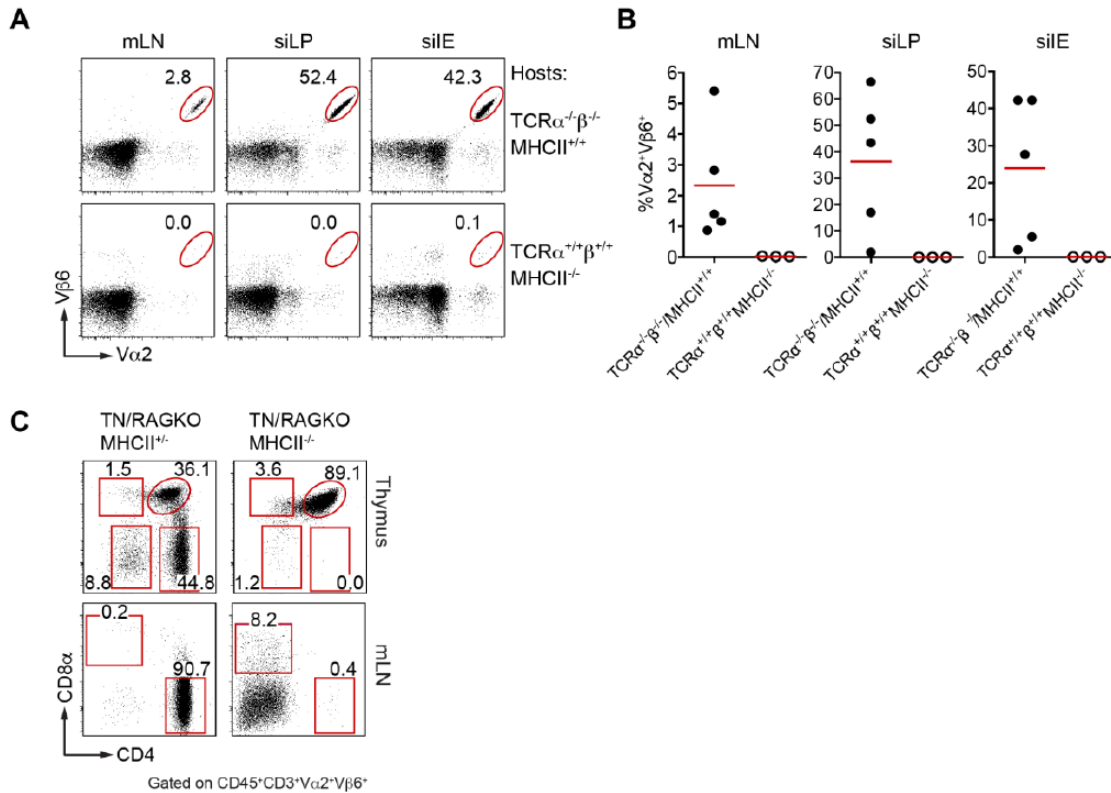 A
mLN
siLP
siIE
2.8
52.4
42.3
Hosts:
TCRα⁻/⁻β⁻/⁻
MHCII⁺/⁺
0.0
0.0
0.1
TCRα⁺/⁺β⁺/⁺
MHCII⁻/⁻
Vβ6
Vα2
B
mLN
siLP
siIE
%Vα2⁺Vβ6⁺
6
5
4
3
2
1
0
70
60
50
40
30
20
10
0
50
40
30
20
10
0
TCRα⁻/⁻β⁻/⁻/MHCII⁺/⁺
TCRα⁺/⁺β⁺/⁺MHCII⁻/⁻
TCRα⁻/⁻β⁻/⁻/MHCII⁺/⁺
TCRα⁺/⁺β⁺/⁺MHCII⁻/⁻
TCRα⁻/⁻β⁻/⁻/MHCII⁺/⁺
TCRα⁺/⁺β⁺/⁺MHCII⁻/⁻
C
TN/RAGKO
MHCII⁺/⁻
TN/RAGKO
MHCII⁻/⁻
1.5
36.1
3.6
89.1
Thymus
8.8
44.8
1.2
0.0
0.2
90.7
8.2
0.4
mLN
CD8α
CD4
Gated on CD45⁺CD3⁺Vα2⁺Vβ6⁺